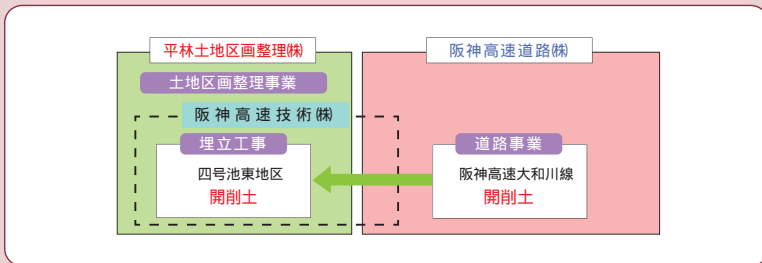 平林土地区画整理㈱
阪神高速道路㈱
土地区画整理事業
阪神高速技術㈱
埋立工事
道路事業
四号池東地区
開削土
阪神高速大和川線
開削土